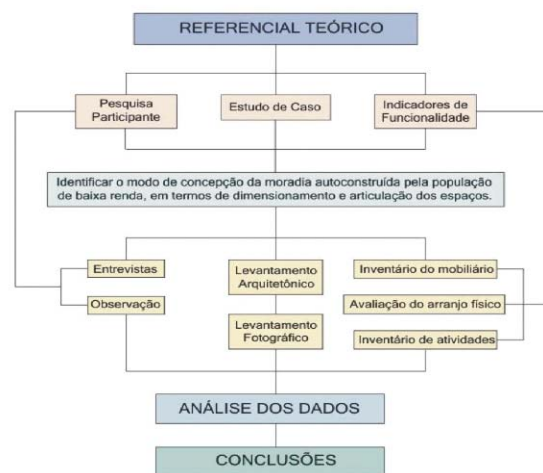 REFERENCIAL TEÓRICO
Pesquisa
Participante
Estudo de Caso
Indicadores de
Funcionalidade
Identificar o modo de concepção da moradia autoconstruída pela população
de baixa renda, em termos de dimensionamento e articulação dos espaços.
Entrevistas
Observação
Levantamento
Arquitetônico
Levantamento
Fotográfico
Inventário do mobiliário
Avaliação do arranjo físico
Inventário de atividades
ANÁLISE DOS DADOS
CONCLUSÕES